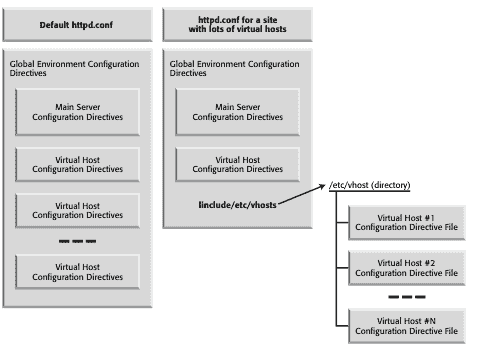 Default httpd.conf
httpd.conf for a site
with lots of virtual hosts
Global Environment Configuration
Directives
Main Server
Configuration Directives
Virtual Host
Configuration Directives
Virtual Host
Configuration Directives
Virtual Host
Configuration Directives
Global Environment Configuration
Directives
Main Server
Configuration Directives
Virtual Host
Configuration Directives
Iinclude/etc/vhosts
/etc/vhost (directory)
Virtual Host #1
Configuration Directive File
Virtual Host #2
Configuration Directive File
Virtual Host #N
Configuration Directive File